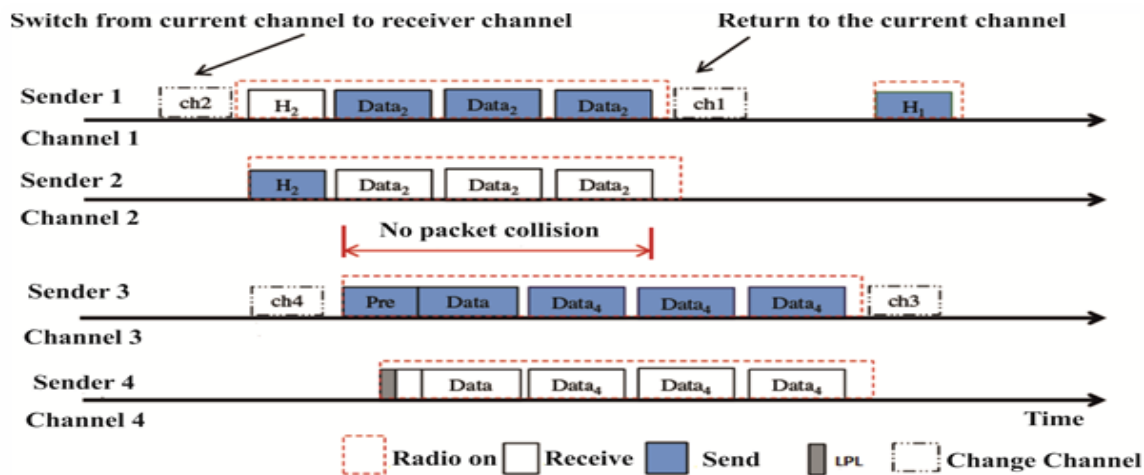 Switch from current channel to receiver channel
Return to the current channel
Sender 1
ch2
H₂
Data₂
Data₂
Data₂
ch1
H₁
Channel 1
Sender 2
H₂
Data₂
Data₂
Data₂
Channel 2
No packet collision
Sender 3
ch4
Pre
Data
Data₄
Data₄
Data₄
ch3
Channel 3
Sender 4
Data
Data₄
Data₄
Data₄
Channel 4
Time
Radio on
Receive
Send
LPL
Change Channel